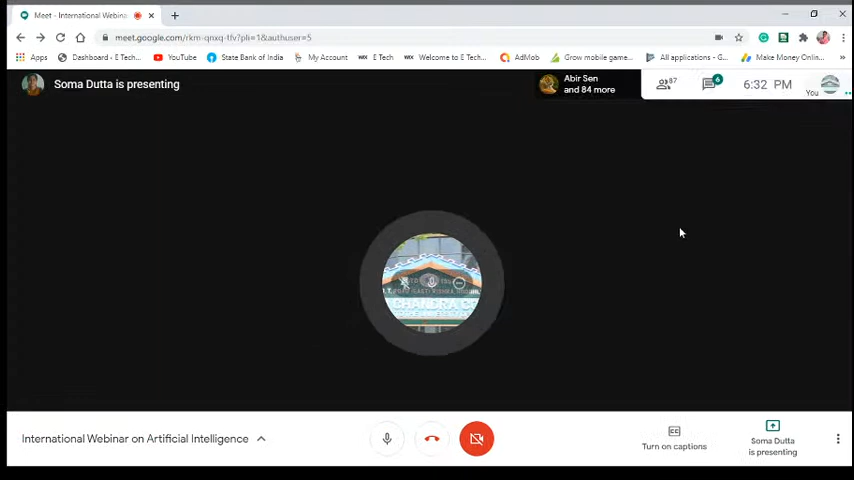 Meet - International Webina
meet.google.com/rkm-qnxq-tfv?pli=1&authuser=5
Apps
Dashboard - E Tech...
YouTube
State Bank of India
My Account
E Tech
Welcome to E Tech...
AdMob
Grow mobile game...
All applications - G...
Make Money Onlin...
Soma Dutta is presenting
Abir Sen
and 84 more
87
6
6:32 PM
You
CHANDRA CO
International Webinar on Artificial Intelligence
Turn on captions
Soma Dutta
is presenting